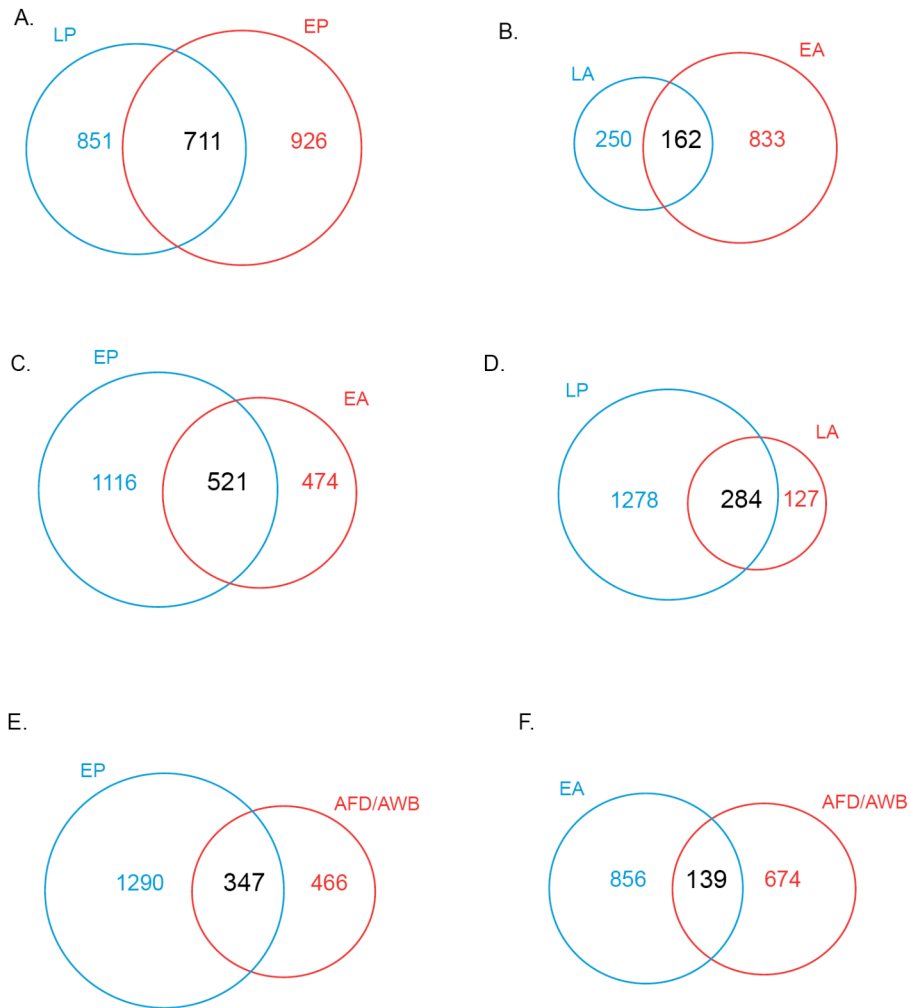 A.
LP
EP
851
711
926
B.
LA
EA
250
162
833
C.
EP
EA
1116
521
474
D.
LP
LA
1278
284
127
E.
EP
AFD/AWB
1290
347
466
F.
EA
AFD/AWB
856
139
674